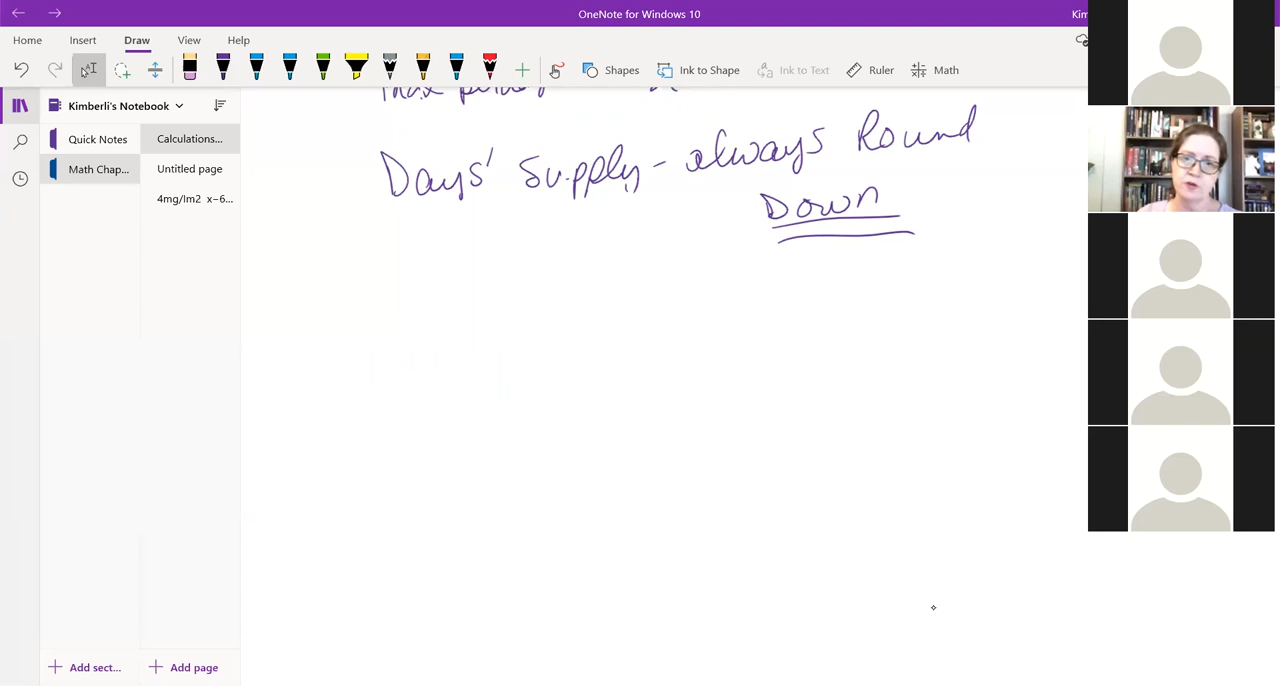 OneNote for Windows 10
Kim
Home Insert Draw View Help
Shapes Ink to Shape Ink to Text Ruler Math
Kimberli's Notebook
Quick Notes
Math Chap...
Calculations...
Untitled page
4mg/lm2 x–6...
Days' Supply - always Round
Down
Add sect...
Add page